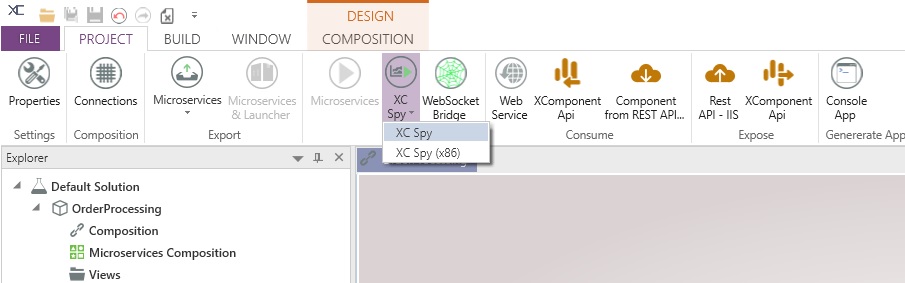 XC
DESIGN
FILE PROJECT BUILD WINDOW COMPOSITION
Properties
Connections
Microservices
Microservices
& Launcher
Microservices
XC
Spy
WebSocket
Bridge
Web
Service
XComponent
Api
Component
from REST API...
Rest
API - IIS
XComponent
Api
Console
App
Settings
Composition
Export
Consume
Expose
Genererate App
XC Spy
XC Spy (x86)
Explorer
Default Solution
OrderProcessing
Composition
Microservices Composition
Views